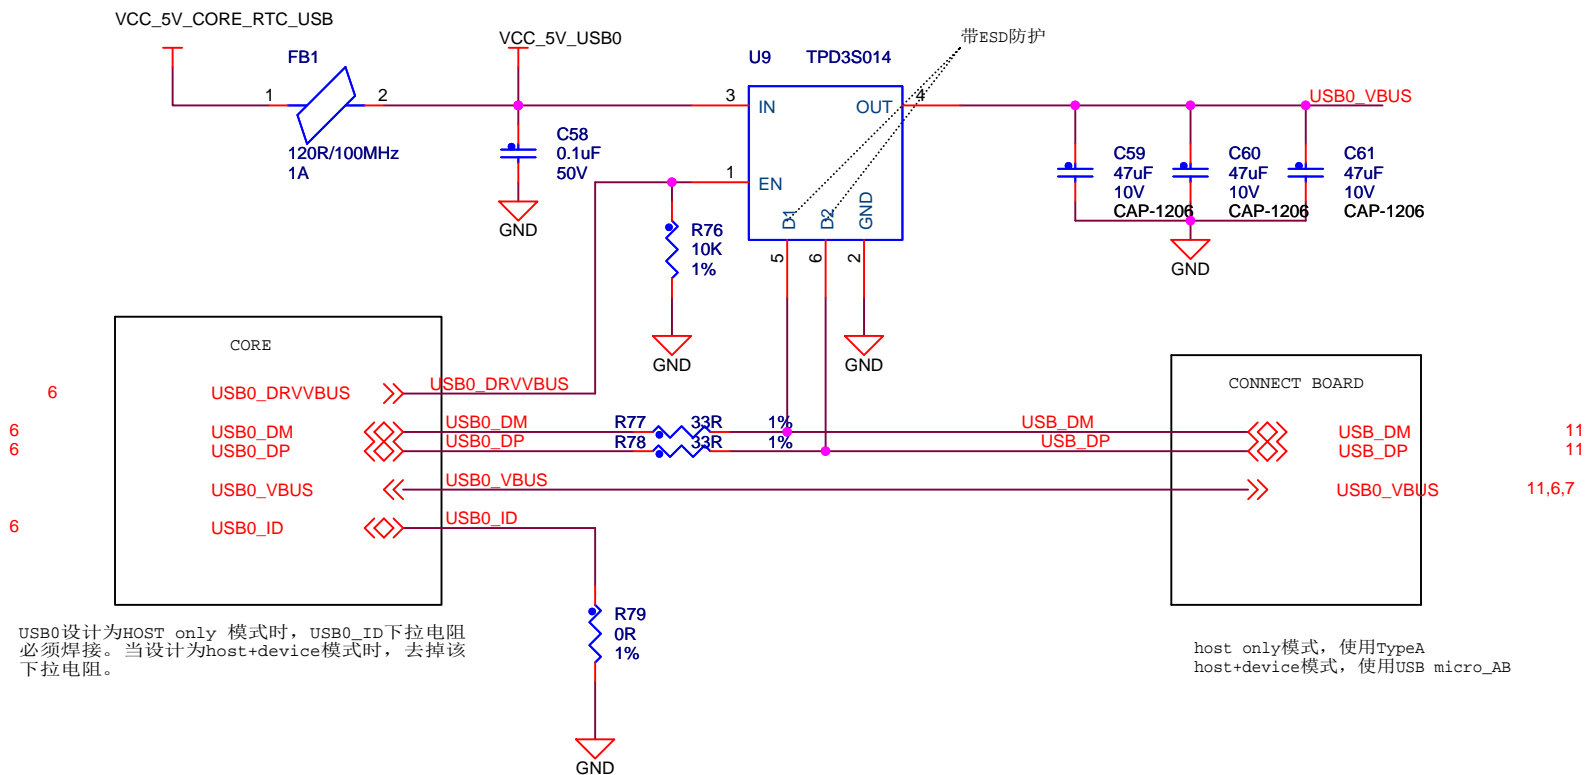 VCC_5V_CORE_RTC_USB
VCC_5V_USB0
带ESD防护
FB1
U9 TPD3S014
1 2
3 IN
OUT 4
USB0_VBUS
120R/100MHz
1A
C58
0.1uF
50V
GND
1 EN
D1
D2
GND
5
6
2
C59
47uF
10V
CAP-1206
C60
47uF
10V
CAP-1206
C61
47uF
10V
CAP-1206
GND
R76
10K
1%
GND
GND
CORE
CONNECT BOARD
6 USB0_DRVVBUS USB0_DRVVBUS
6 USB0_DM USB0_DM R77 33R 1% USB_DM USB_DM 11
6 USB0_DP USB0_DP R78 33R 1% USB_DP USB_DP 11
USB0_VBUS USB0_VBUS USB0_VBUS 11,6,7
6 USB0_ID USB0_ID
R79
0R
1%
GND
USB0设计为HOST only 模式时，USB0_ID下拉电阻
必须焊接。当设计为host+device模式时，去掉该
下拉电阻。
host only模式，使用TypeA
host+device模式，使用USB micro_AB